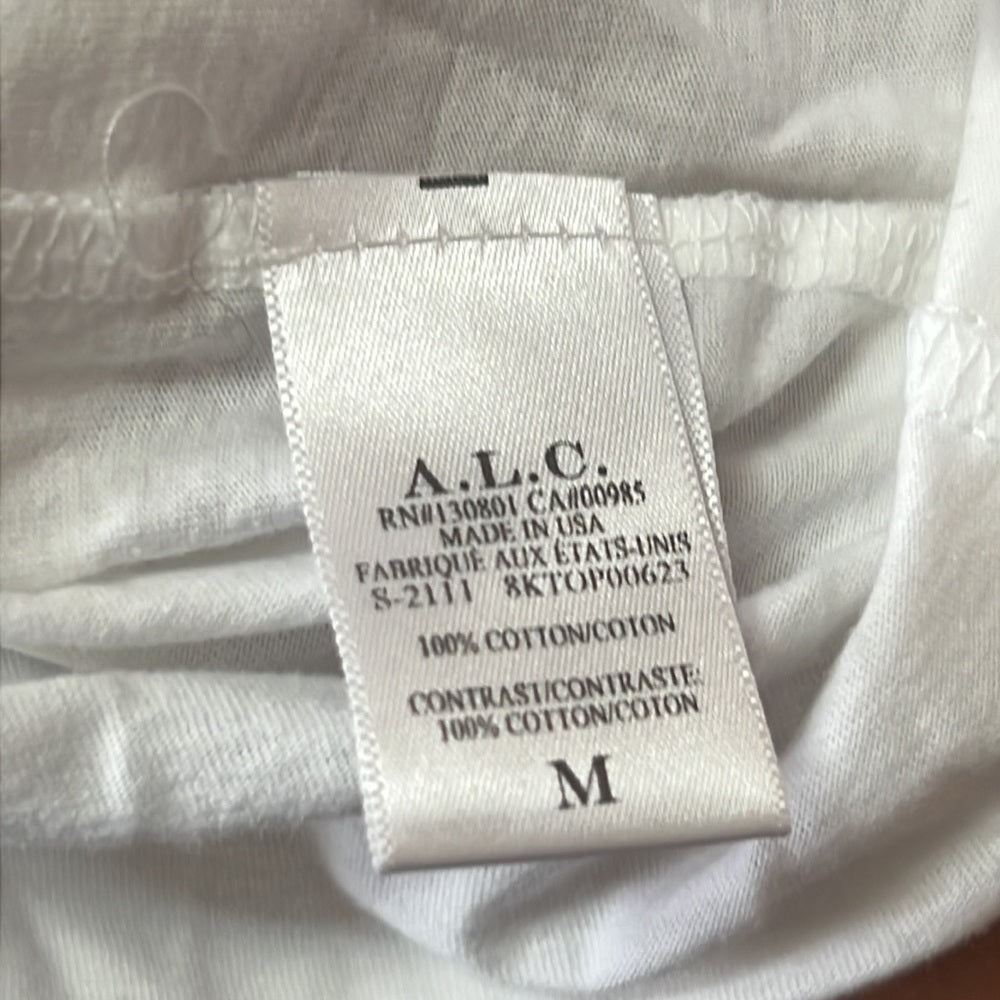 A.L.C.
RN#130801 CA#00985
MADE IN USA
FABRIQUÉ AUX ÉTATS-UNIS
S-2111 8KTOP00623
100% COTTON/COTON
CONTRAST/CONTRASTE:
100% COTTON/COTON
M